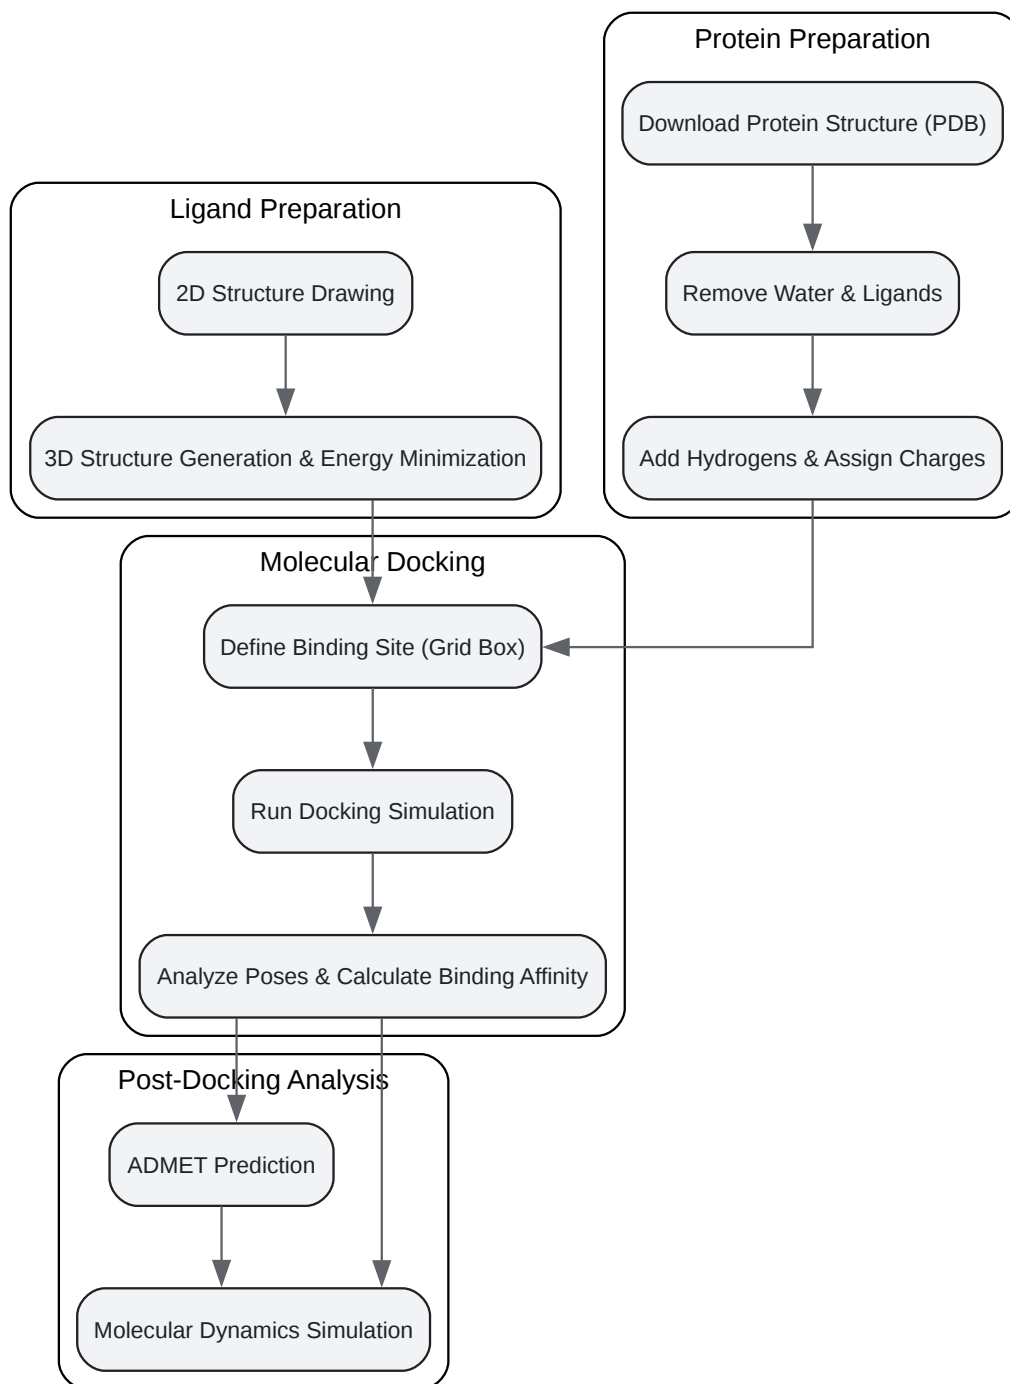 Protein Preparation
Download Protein Structure (PDB)
Remove Water & Ligands
Add Hydrogens & Assign Charges
Ligand Preparation
2D Structure Drawing
3D Structure Generation & Energy Minimization
Molecular Docking
Define Binding Site (Grid Box)
Run Docking Simulation
Analyze Poses & Calculate Binding Affinity
Post-Docking Analysis
ADMET Prediction
Molecular Dynamics Simulation